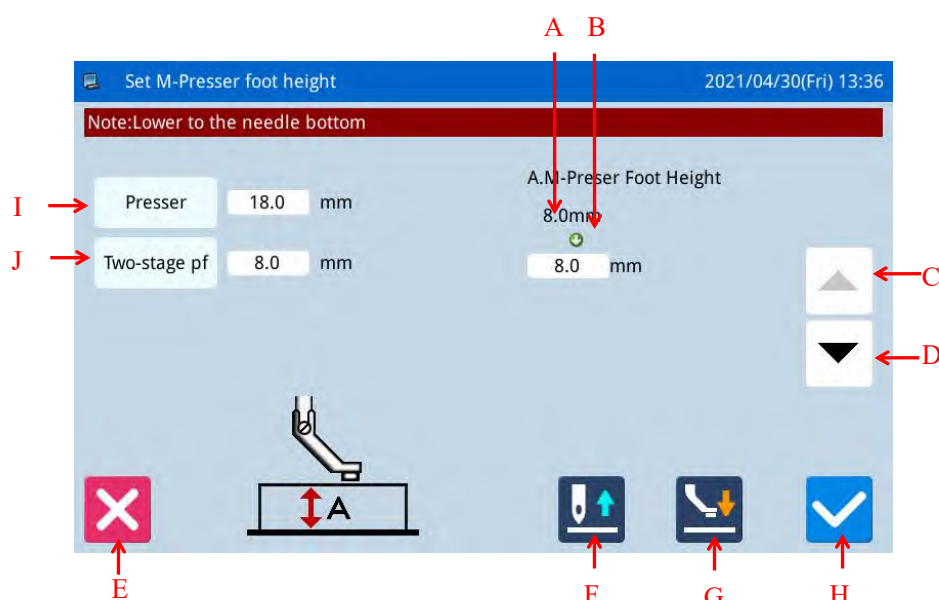 A B
Set M-Presser foot height 2021/04/30(Fri) 13:36
Note:Lower to the needle bottom
A.M-Preser Foot Height
I Presser 18.0 mm
8.0mm
J Two-stage pf 8.0 mm
8.0 mm
C
D
A
E F G H